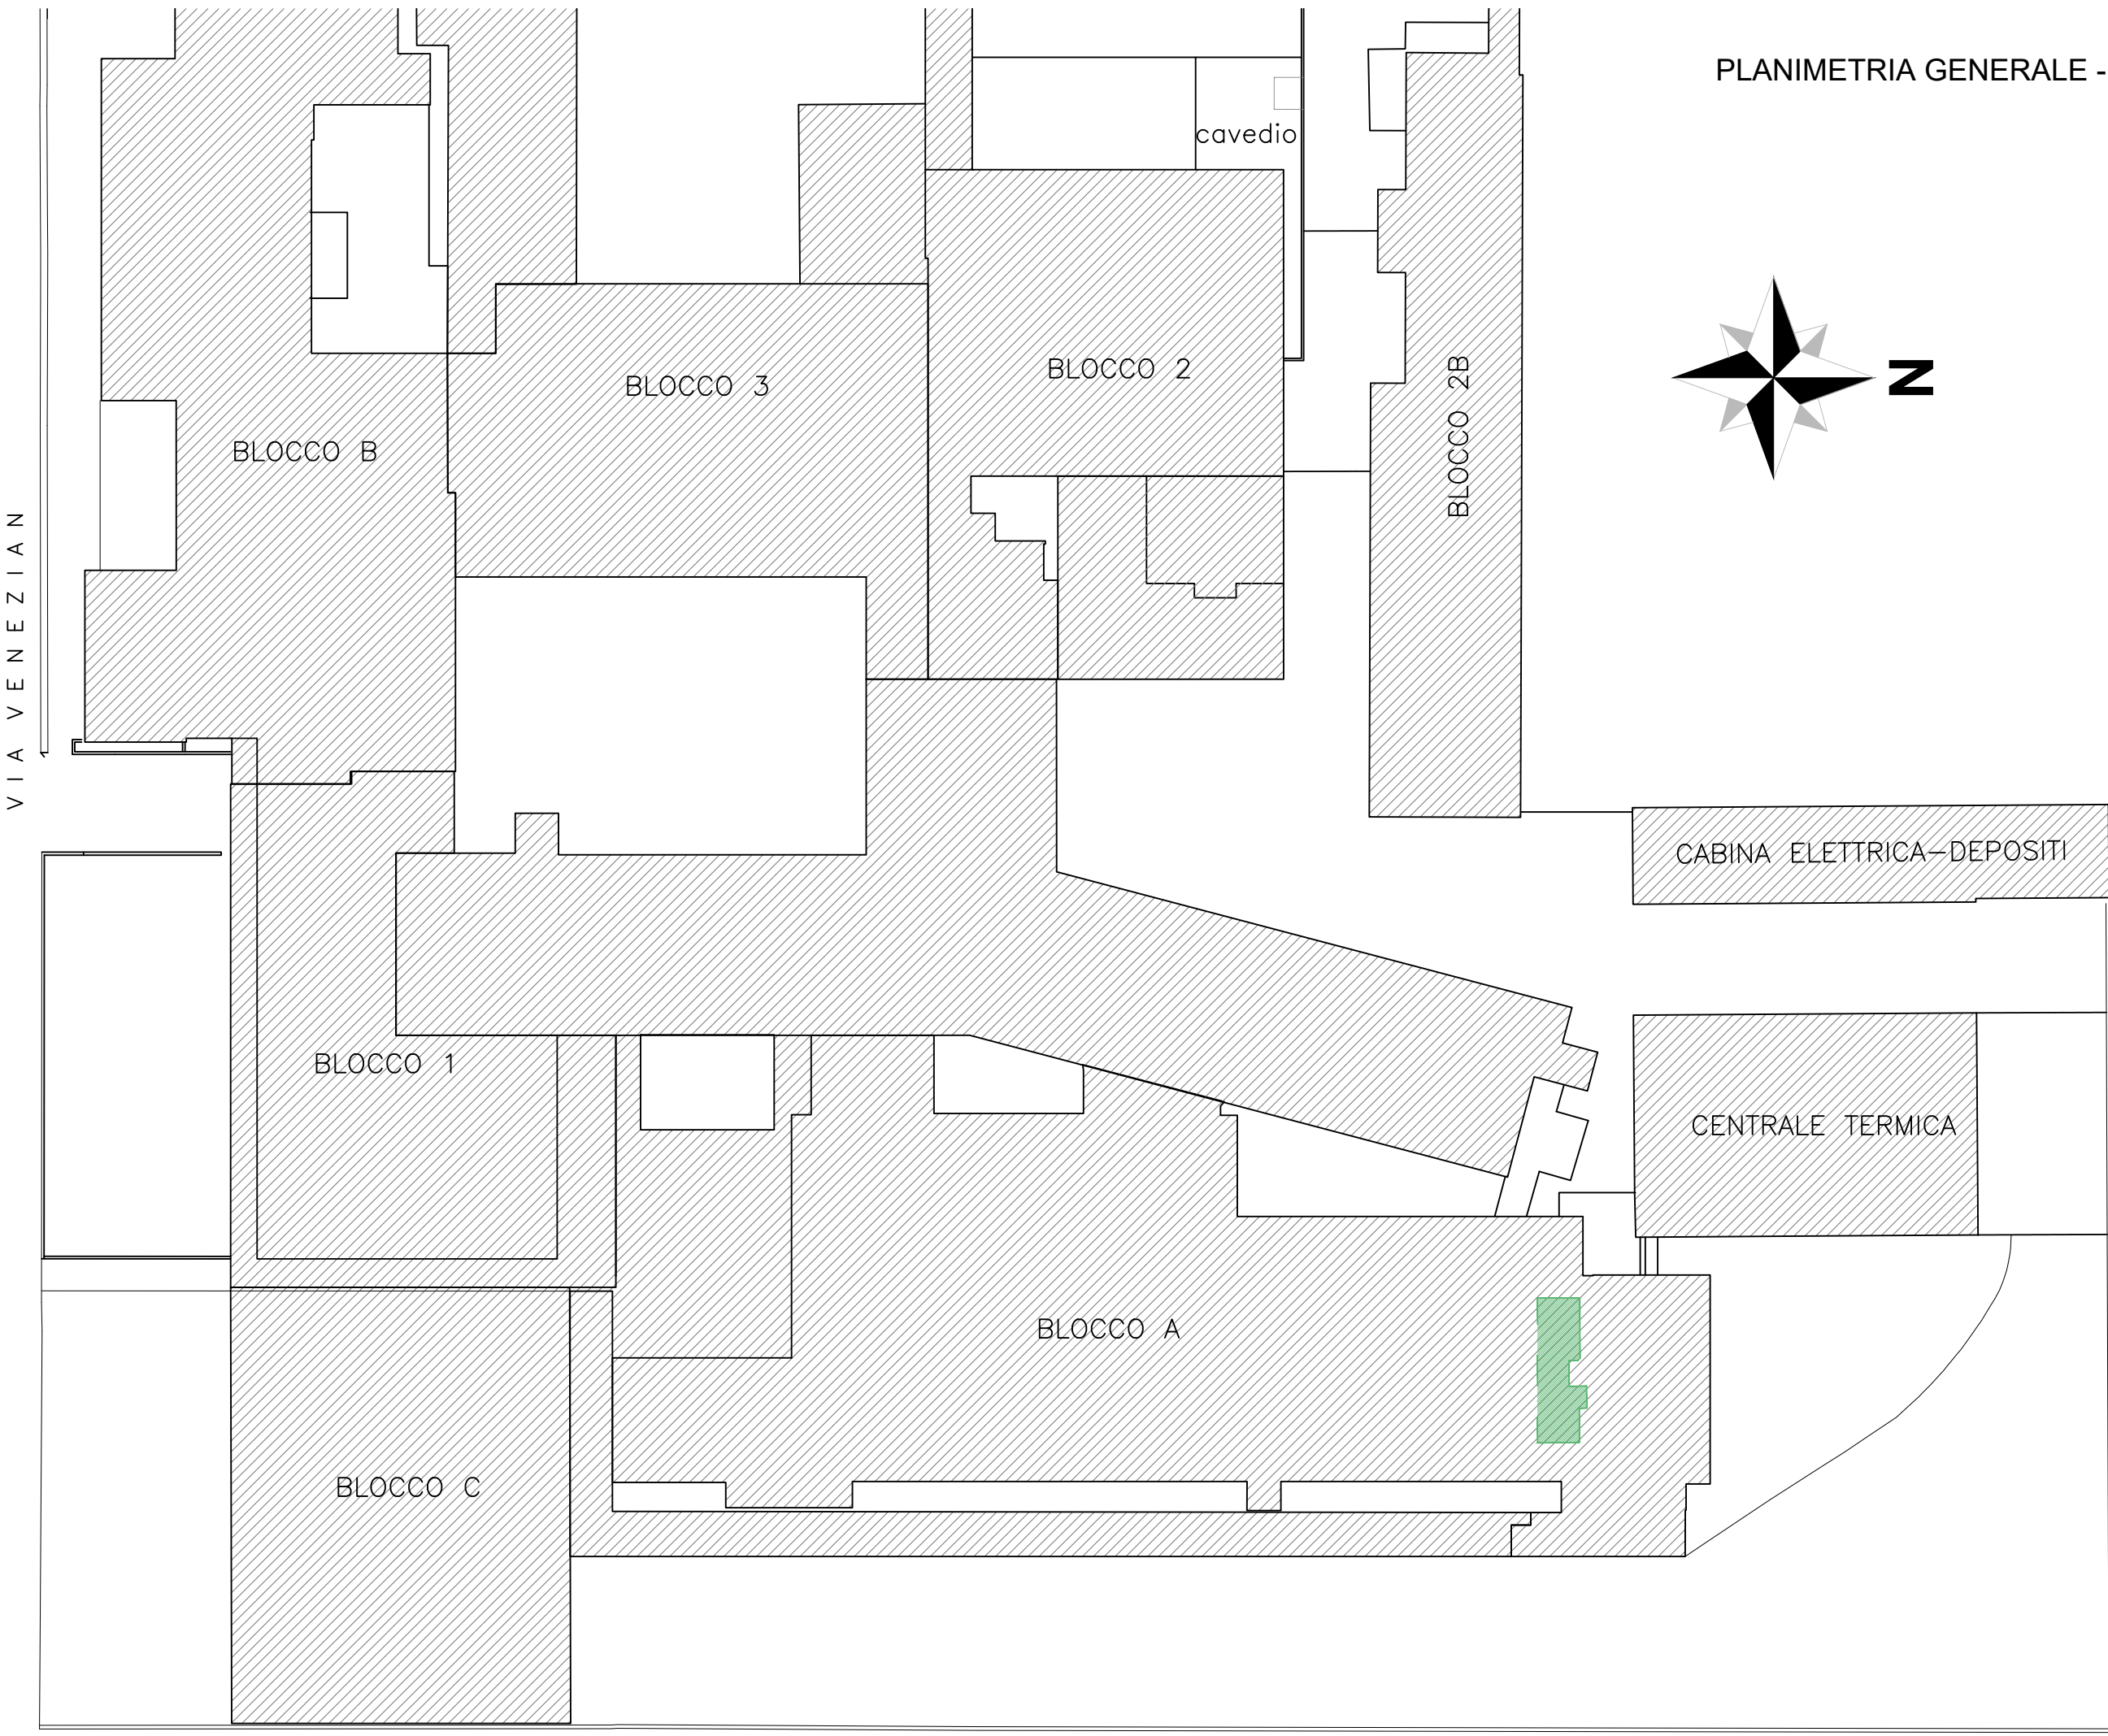 PLANIMETRIA GENERALE -
cavedio
N
BLOCCO 2
BLOCCO 3
BLOCCO 2B
BLOCCO B
VIA VENEZIAN
CABINA ELETTRICA-DEPOSITI
BLOCCO 1
CENTRALE TERMICA
BLOCCO A
BLOCCO C